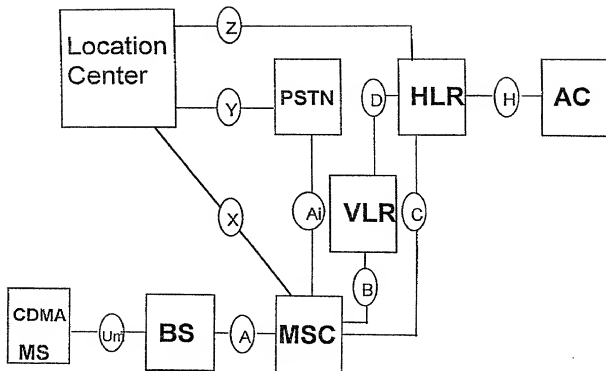 Location
Center
Z
Y
PSTN
D
HLR
H
AC
X
Ai
VLR
C
B
CDMA
MS
Um
BS
A
MSC